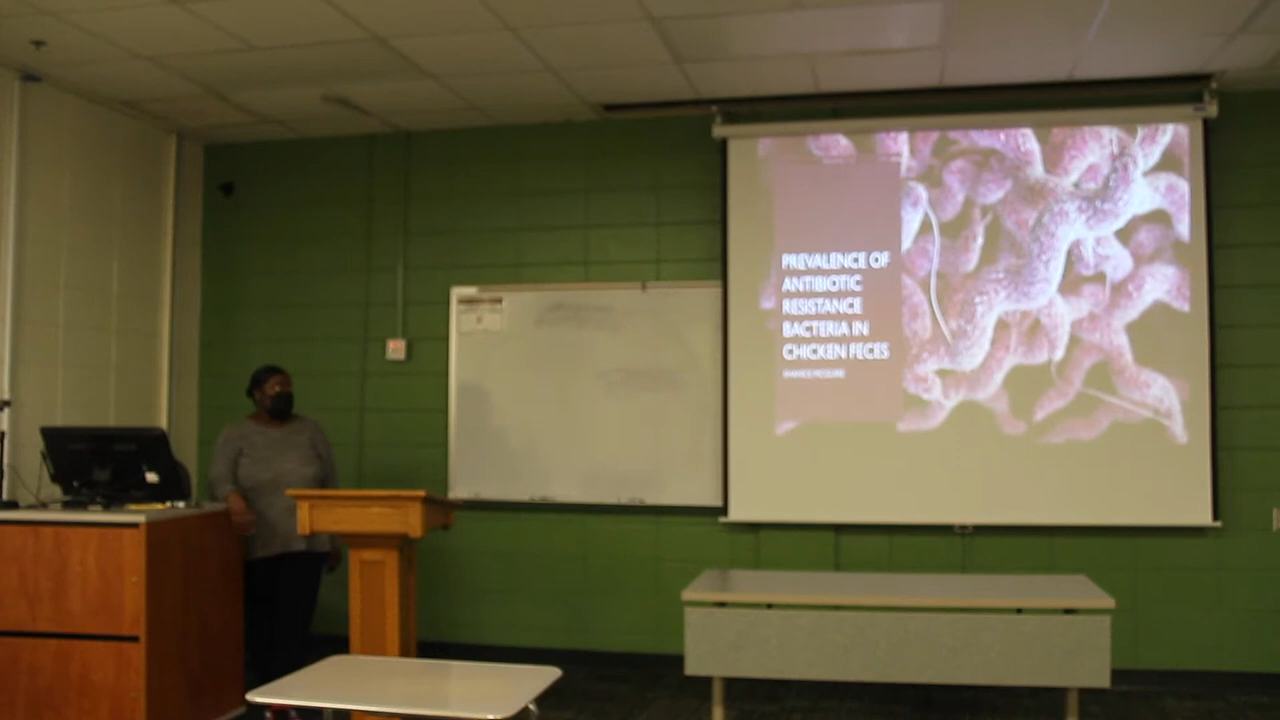 PREVALENCE OF
ANTIBIOTIC
RESISTANCE
BACTERIA IN
CHICKEN FECES